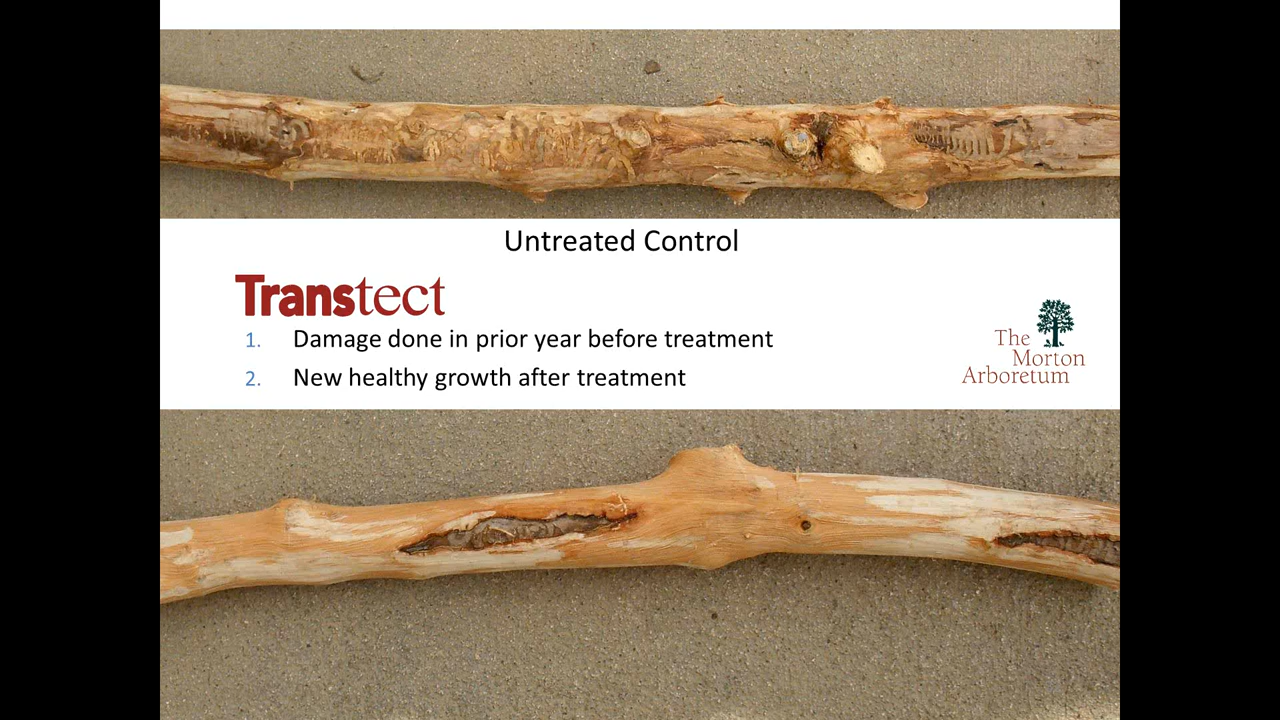 Untreated Control
Transtect
1. Damage done in prior year before treatment
2. New healthy growth after treatment
The
Morton
Arboretum